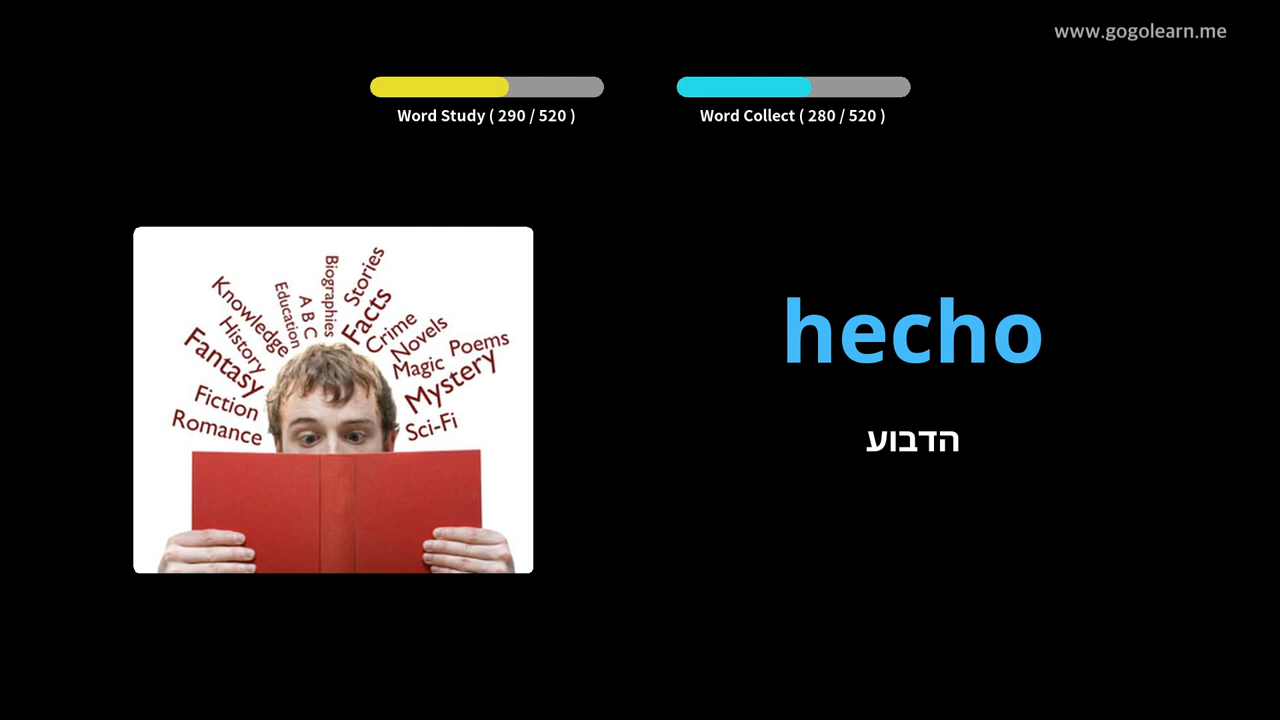 www.gogolearn.me
Word Study ( 290 / 520 )
Word Collect ( 280 / 520 )
Biographies
Stories
Education
A B C
Facts
Knowledge
Crime
History
Novels
Poems
Fantasy
Magic
Mystery
Fiction
Romance
Sci-Fi
hecho
הדבוע